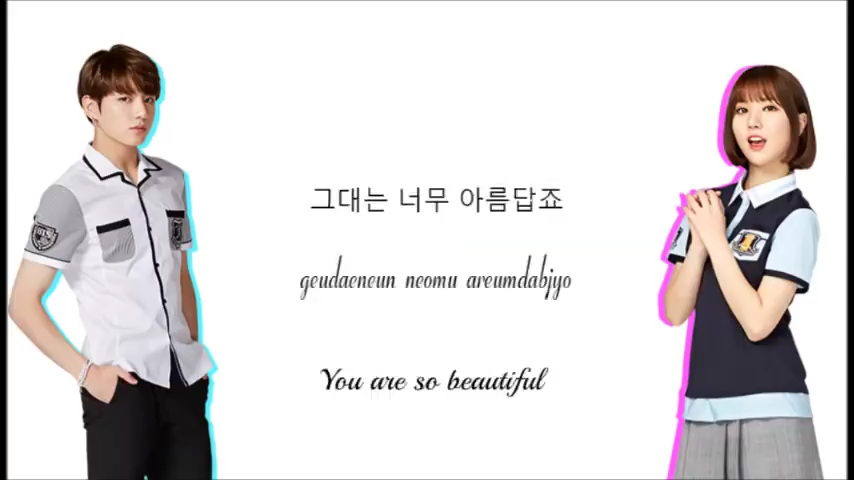 그대는 너무 아름답죠
geudaeneun neomu areumdabjyo
You are so beautiful